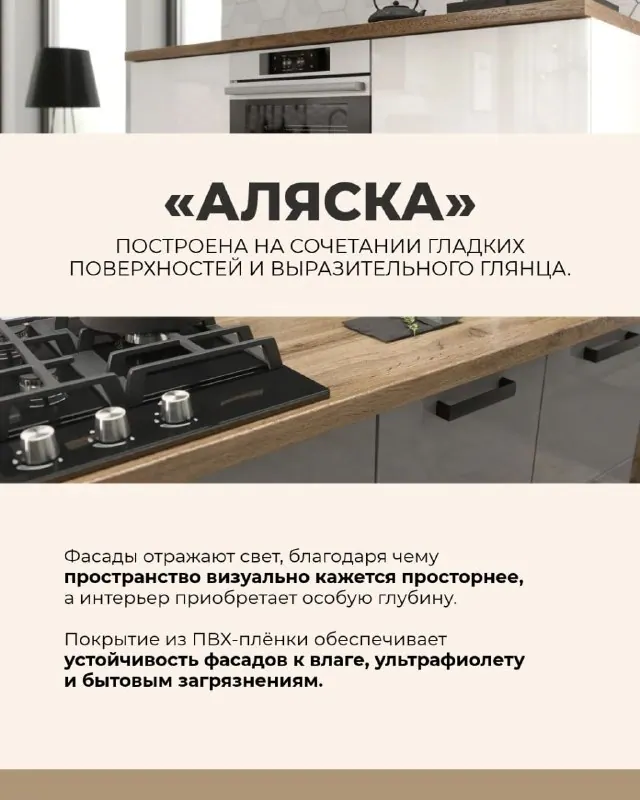 «АЛЯСКА»
ПОСТРОЕНА НА СОЧЕТАНИИ ГЛАДКИХ
ПОВЕРХНОСТЕЙ И ВЫРАЗИТЕЛЬНОГО ГЛЯНЦА.
Фасады отражают свет, благодаря чему
пространство визуально кажется просторнее,
а интерьер приобретает особую глубину.
Покрытие из ПВХ-плёнки обеспечивает
устойчивость фасадов к влаге, ультрафиолету
и бытовым загрязнениям.